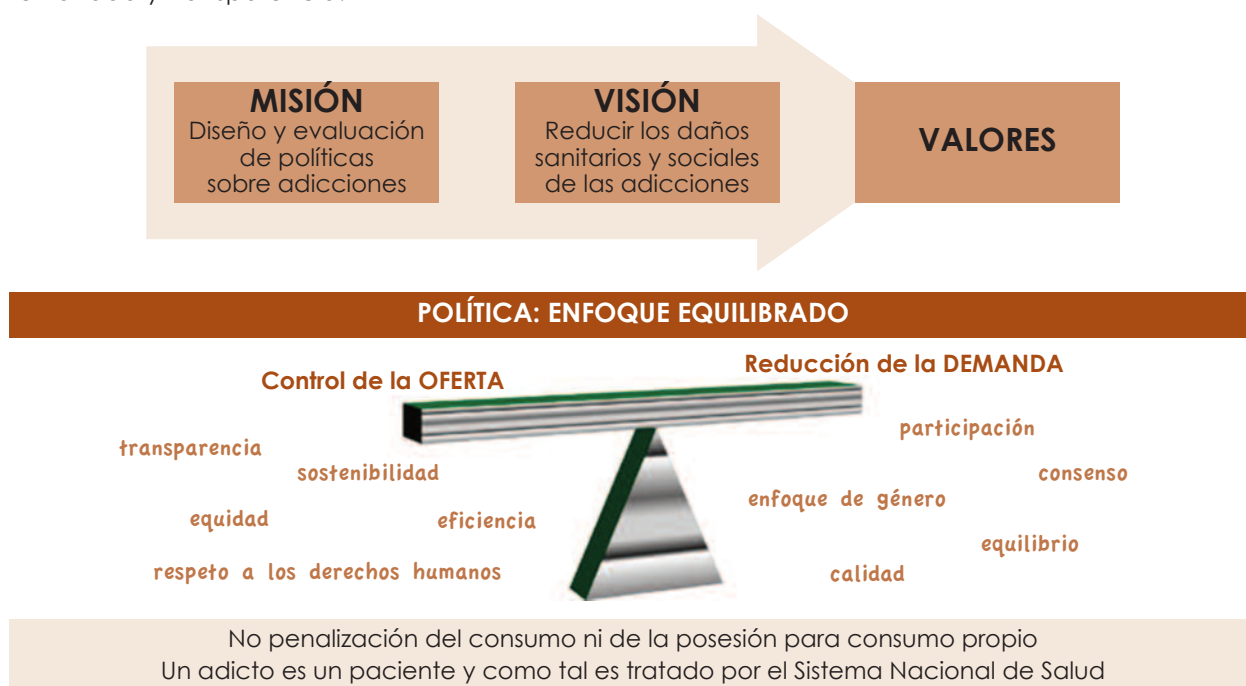 MISIÓN
Diseño y evaluación
de políticas
sobre adicciones
VISIÓN
Reducir los daños
sanitarios y sociales
de las adicciones
VALORES
POLÍTICA: ENFOQUE EQUILIBRADO
Control de la OFERTA
Reducción de la DEMANDA
transparencia
sostenibilidad
equidad
eficiencia
respeto a los derechos humanos
participación
consenso
enfoque de género
equilibrio
calidad
No penalización del consumo ni de la posesión para consumo propio
Un adicto es un paciente y como tal es tratado por el Sistema Nacional de Salud